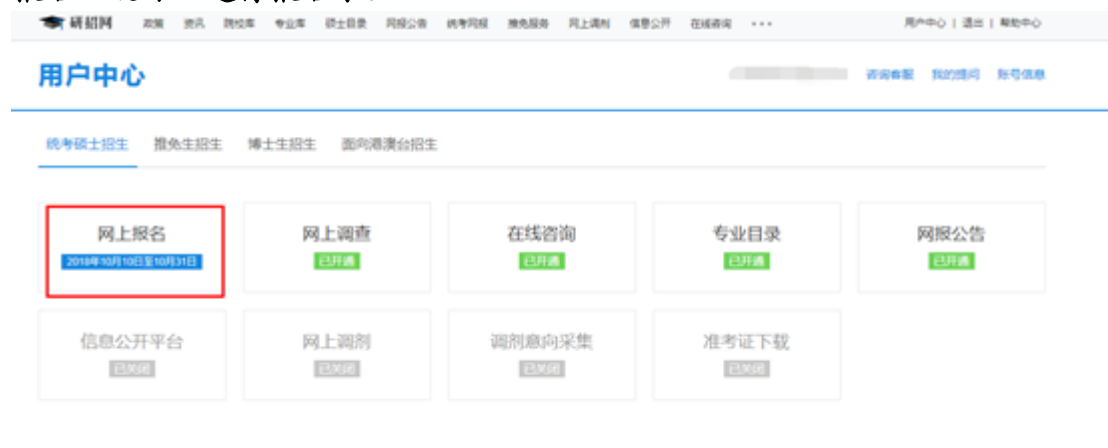 研招网 政策 资讯 院校库 专业库 硕士目录 网报公告 统考网报 推免服务 网上调剂 信息公开 在线咨询 ••• 用户中心 | 退出 | 帮助中心
用户中心 咨询客服 我的提问 账号信息
统考硕士招生 推免生招生 博士生招生 面向港澳台招生
网上报名 网上调查 在线咨询 专业目录 网报公告
2018年10月10日至10月31日 已开通 已开通 已开通 已开通
信息公开平台 网上调剂 调剂意向采集 准考证下载
已关闭 已关闭 已关闭 已关闭